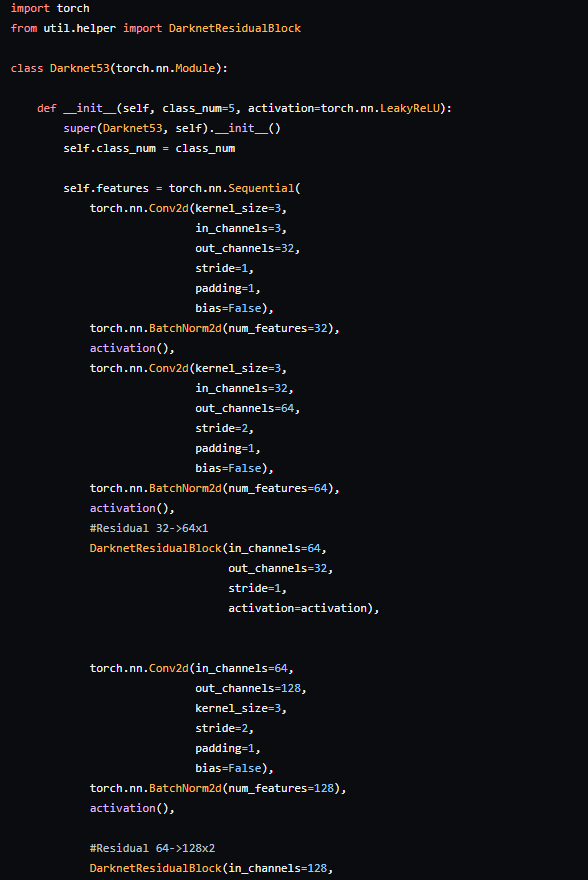 import torch
from util.helper import DarknetResidualBlock
class Darknet53(torch.nn.Module):
def __init__(self, class_num=5, activation=torch.nn.LeakyReLU):
super(Darknet53, self).__init__()
self.class_num = class_num
self.features = torch.nn.Sequential(
torch.nn.Conv2d(kernel_size=3,
in_channels=3,
out_channels=32,
stride=1,
padding=1,
bias=False),
torch.nn.BatchNorm2d(num_features=32),
activation(),
torch.nn.Conv2d(kernel_size=3,
in_channels=32,
out_channels=64,
stride=2,
padding=1,
bias=False),
torch.nn.BatchNorm2d(num_features=64),
activation(),
#Residual 32->64x1
DarknetResidualBlock(in_channels=64,
out_channels=32,
stride=1,
activation=activation),
torch.nn.Conv2d(in_channels=64,
out_channels=128,
kernel_size=3,
stride=2,
padding=1,
bias=False),
torch.nn.BatchNorm2d(num_features=128),
activation(),
#Residual 64->128x2
DarknetResidualBlock(in_channels=128,